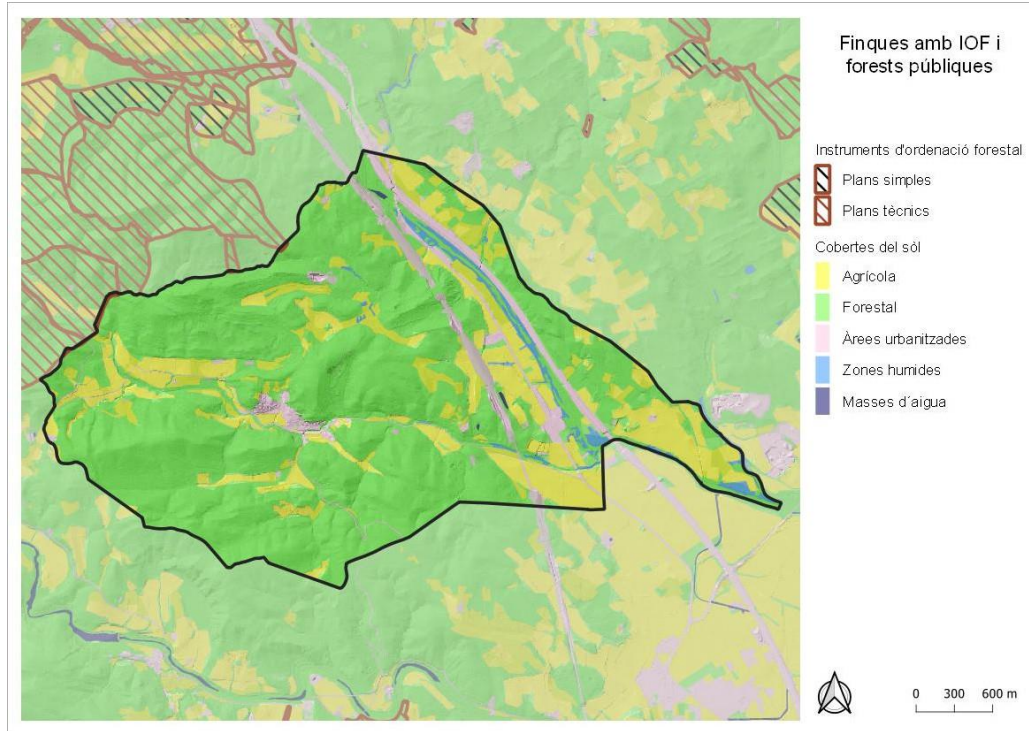 Finques amb IOF i
forests públiques
Instruments d'ordenació forestal
Plans simples
Plans tècnics
Cobertes del sòl
Agrícola
Forestal
Àrees urbanitzades
Zones humides
Masses d´aigua
0 300 600 m